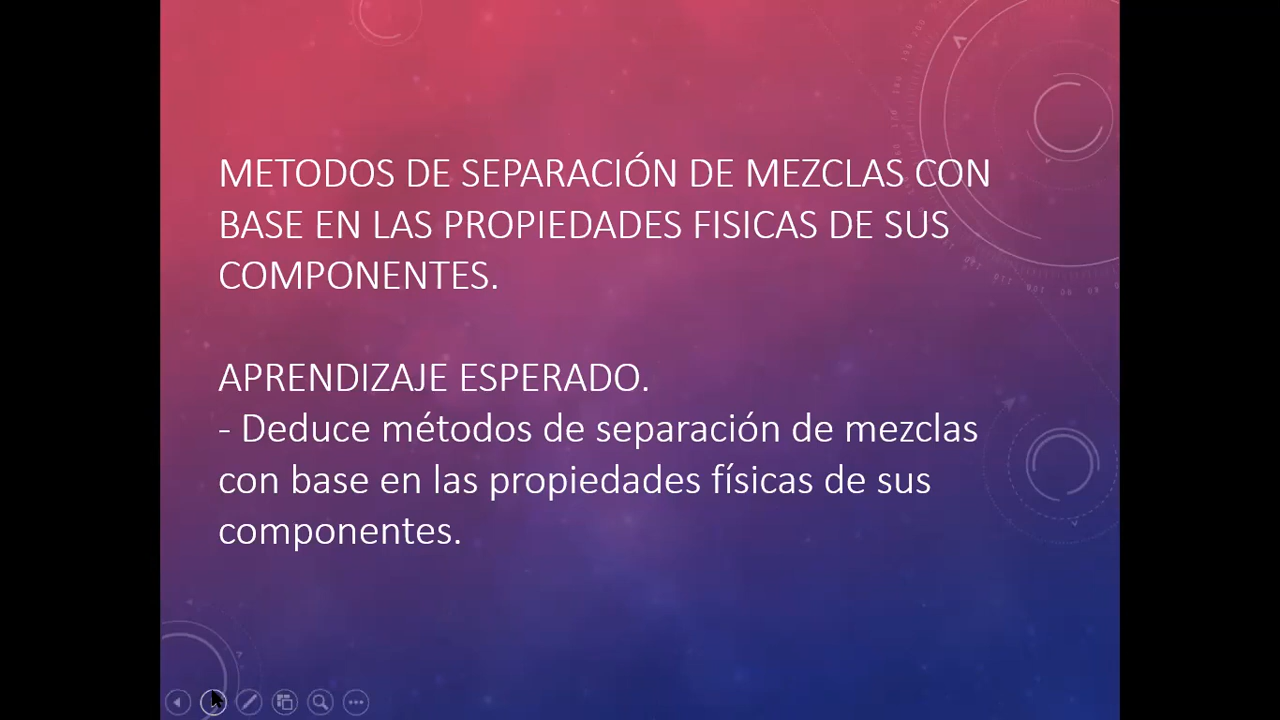 METODOS DE SEPARACIÓN DE MEZCLAS CON
BASE EN LAS PROPIEDADES FISICAS DE SUS
COMPONENTES.
APRENDIZAJE ESPERADO.
- Deduce métodos de separación de mezclas
con base en las propiedades físicas de sus
componentes.